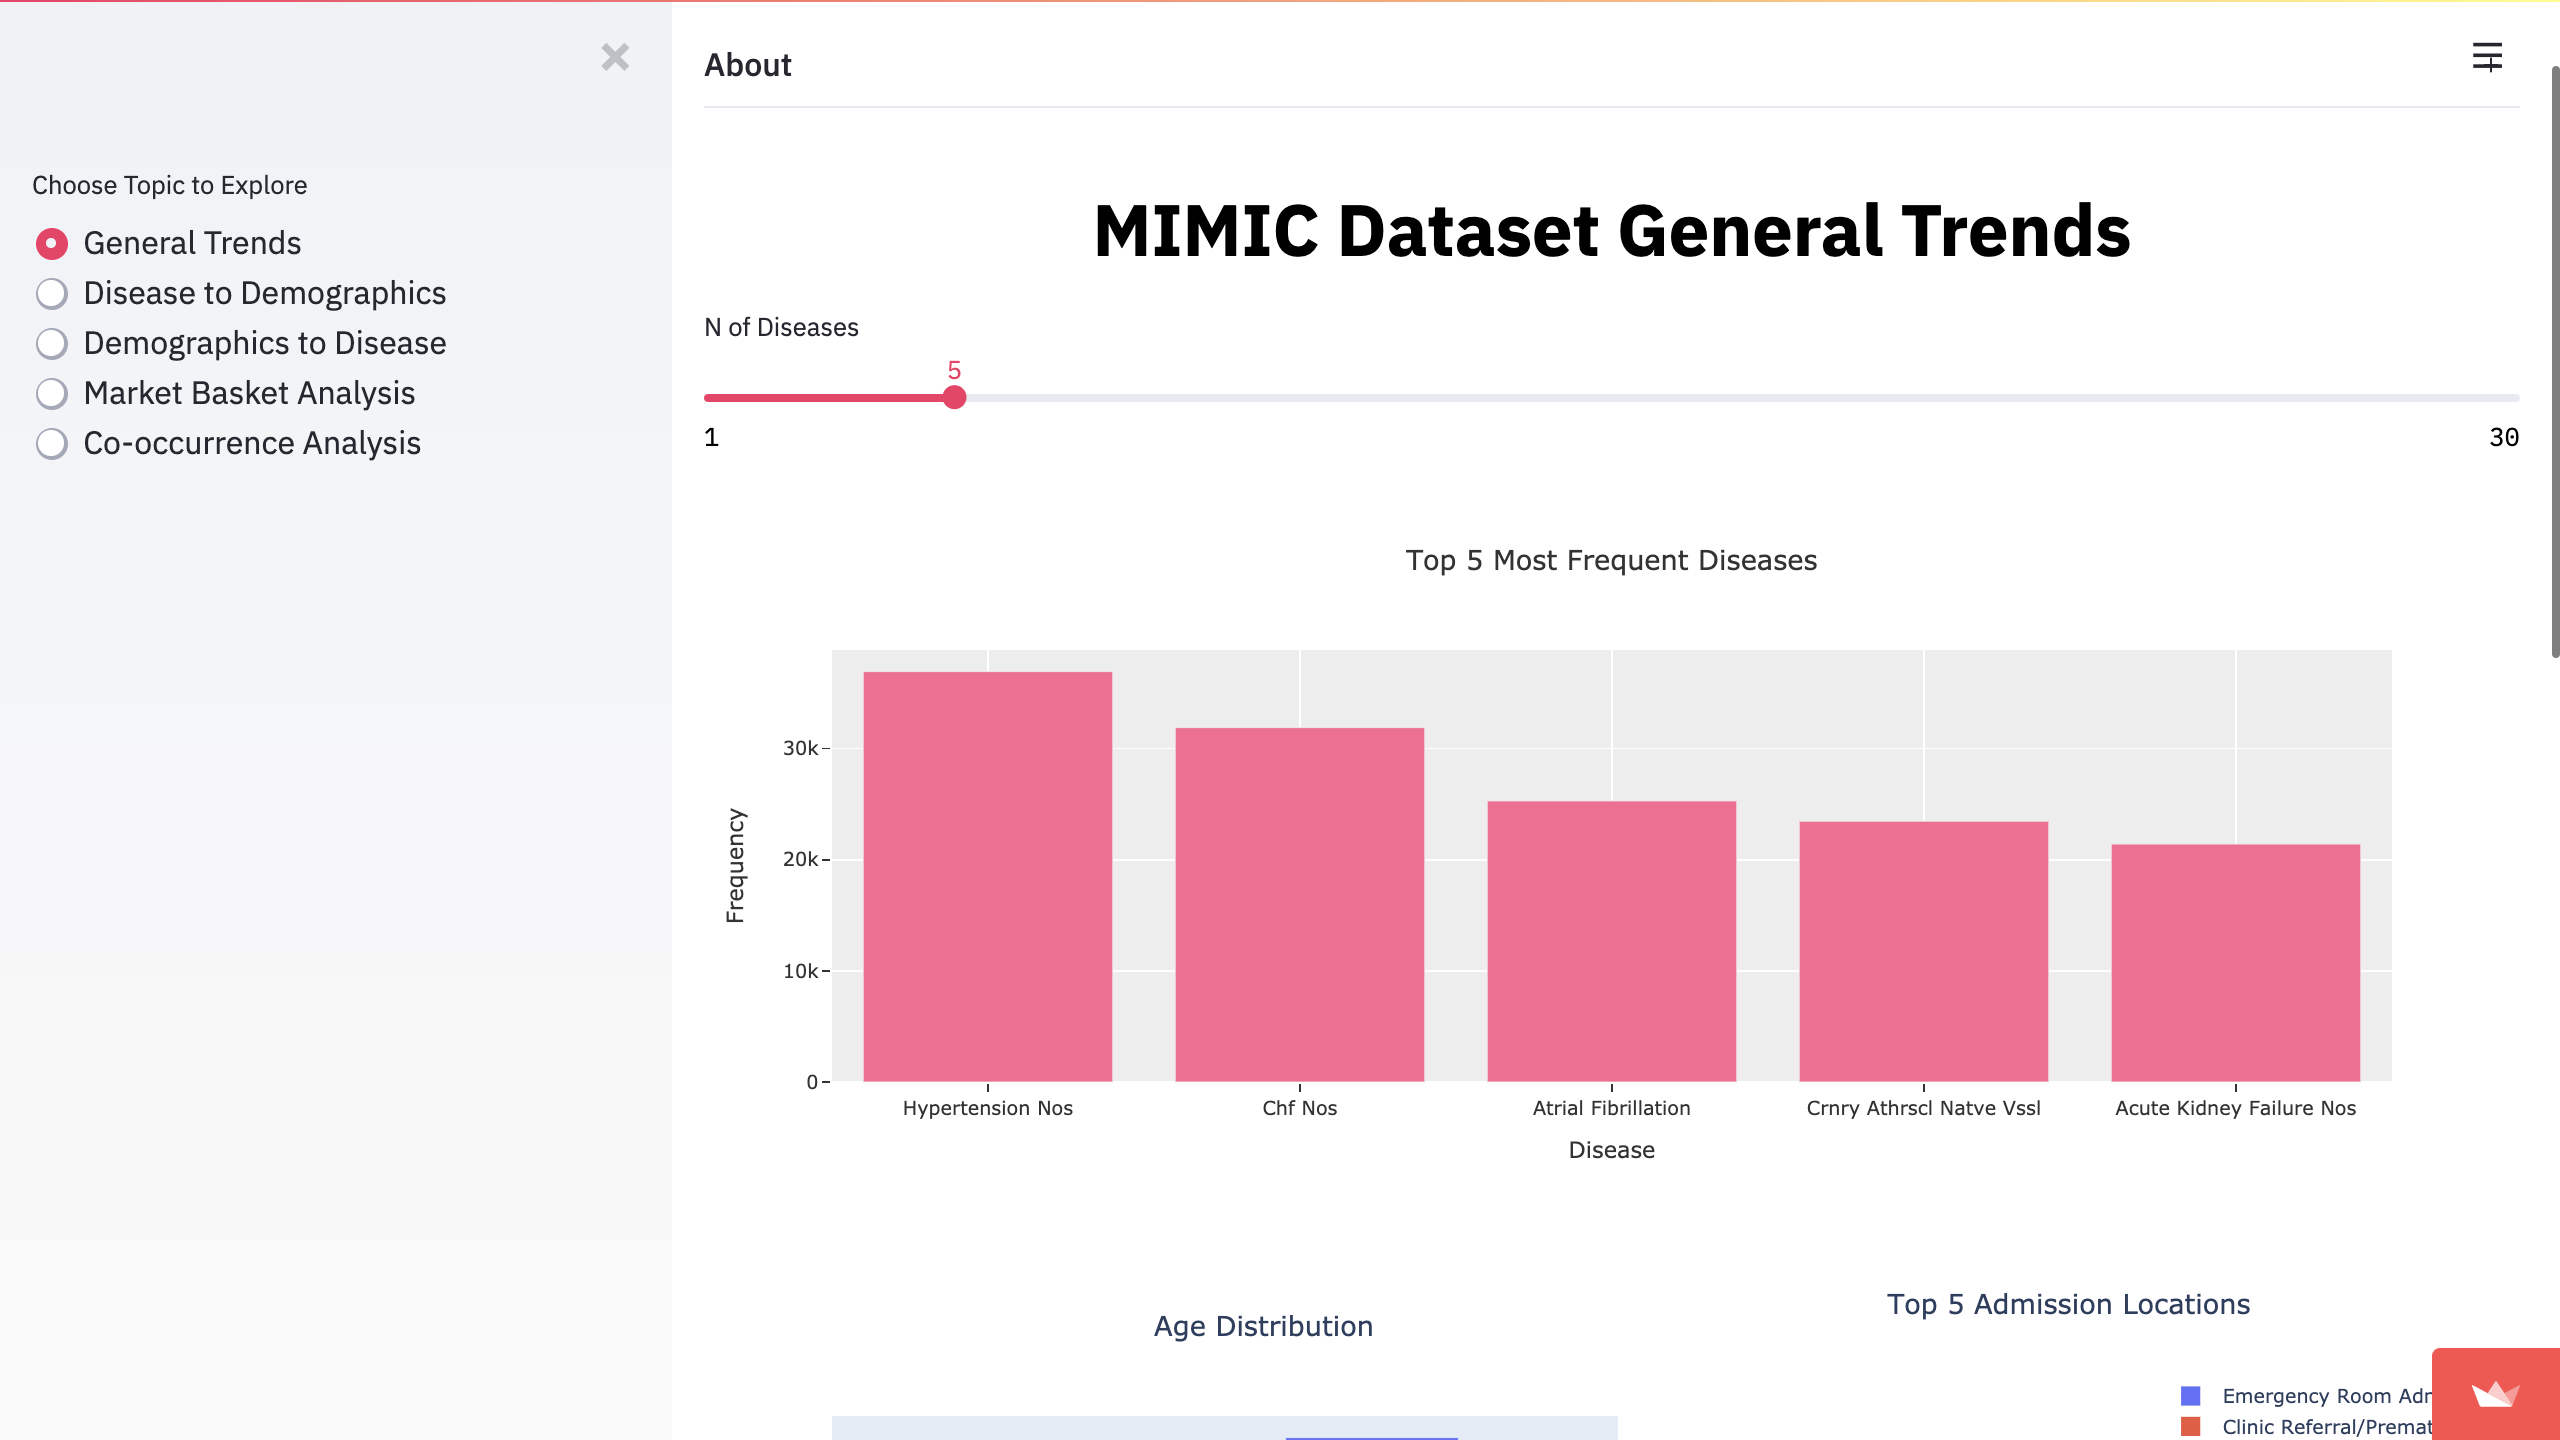 About
Choose Topic to Explore
General Trends
Disease to Demographics
Demographics to Disease
Market Basket Analysis
Co-occurrence Analysis
MIMIC Dataset General Trends
N of Diseases
5
1 30
Top 5 Most Frequent Diseases
Frequency
30k
20k
10k
0
Hypertension Nos Chf Nos Atrial Fibrillation Crnry Athrscl Natve Vssl Acute Kidney Failure Nos
Disease
Age Distribution
Top 5 Admission Locations
Emergency Room Adr
Clinic Referral/Premat